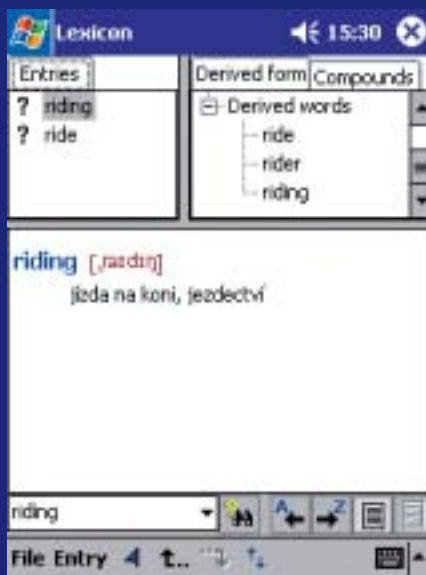 Lexicon 15:30
Entries
Derived form Compounds
? riding
? ride
Derived words
ride
rider
riding
riding [ˌraɪdɪŋ]
jízda na koni, jezdectví
riding
A Z
File Entry